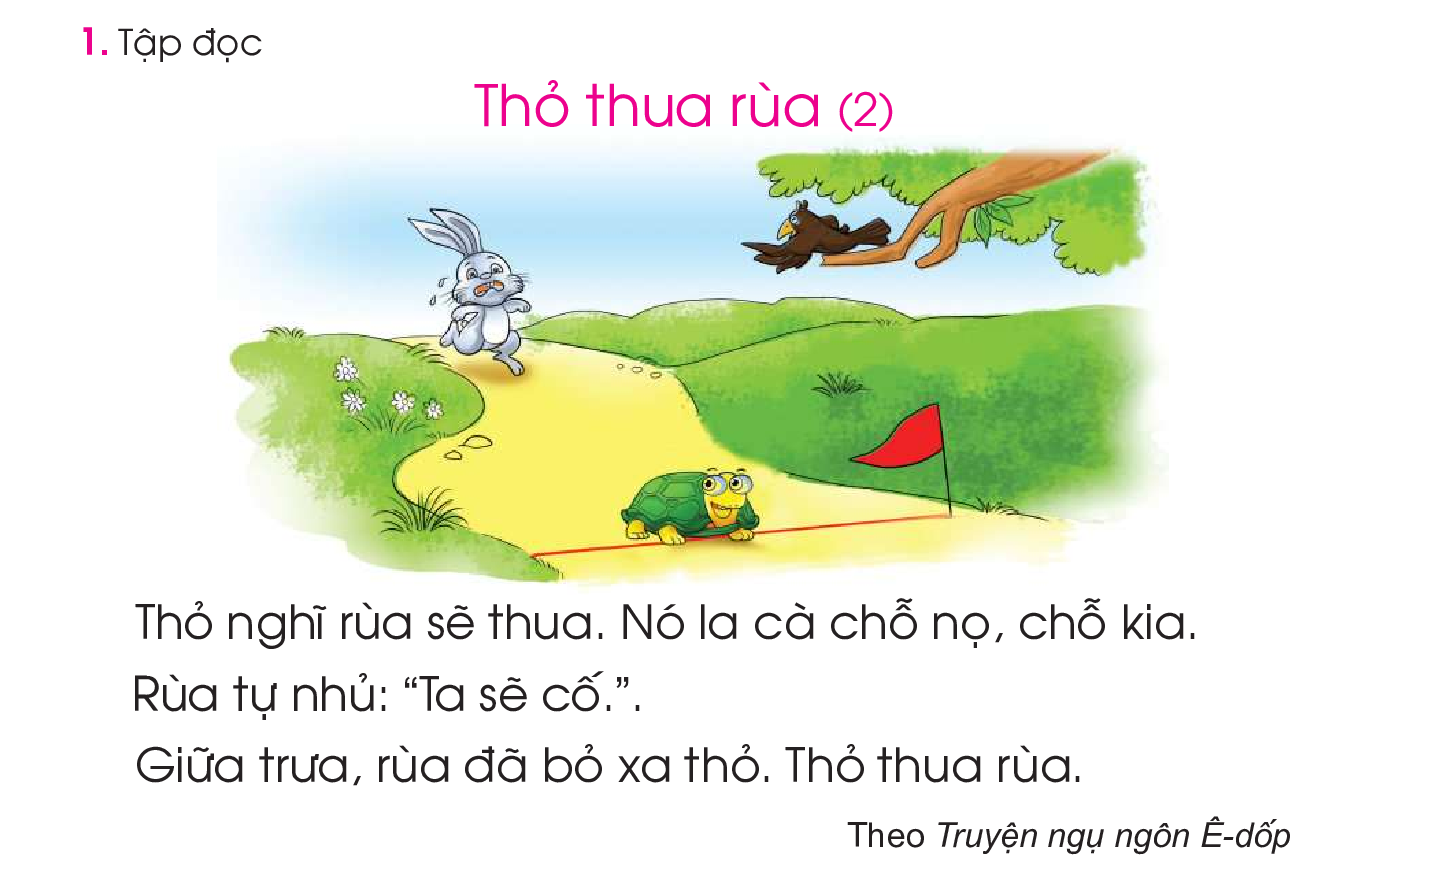 1. Tập đọc
Thỏ thua rùa (2)
Thỏ nghĩ rùa sẽ thua. Nó la cà chỗ nọ, chỗ kia.
Rùa tự nhủ: “Ta sẽ cố.”.
Giữa trưa, rùa đã bỏ xa thỏ. Thỏ thua rùa.
Theo Truyện ngụ ngôn Ê-dốp